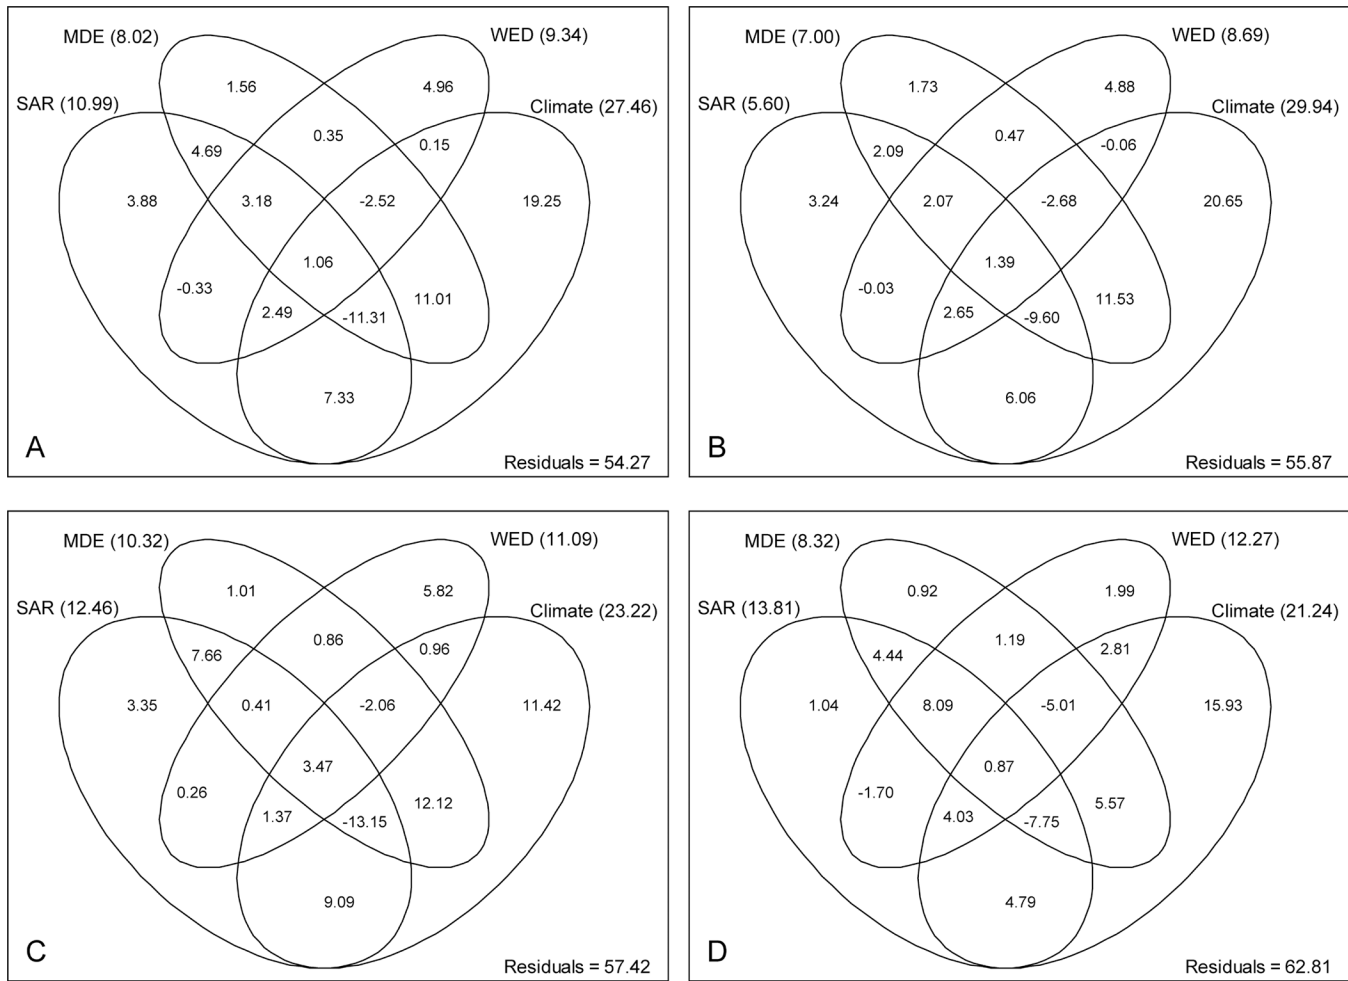 MDE (8.02)
WED (9.34)
SAR (10.99)
Climate (27.46)
1.56
4.96
0.35
0.15
4.69
3.88
3.18
-2.52
19.25
1.06
-0.33
11.01
2.49
-11.31
7.33
A
Residuals = 54.27
MDE (7.00)
WED (8.69)
SAR (5.60)
Climate (29.94)
1.73
4.88
0.47
-0.06
2.09
3.24
2.07
-2.68
20.65
1.39
-0.03
11.53
2.65
-9.60
6.06
B
Residuals = 55.87
MDE (10.32)
WED (11.09)
SAR (12.46)
Climate (23.22)
1.01
5.82
0.86
0.96
7.66
3.35
0.41
-2.06
11.42
3.47
0.26
12.12
1.37
-13.15
9.09
C
Residuals = 57.42
MDE (8.32)
WED (12.27)
SAR (13.81)
Climate (21.24)
0.92
1.99
1.19
2.81
4.44
1.04
8.09
-5.01
15.93
0.87
-1.70
5.57
4.03
-7.75
4.79
D
Residuals = 62.81